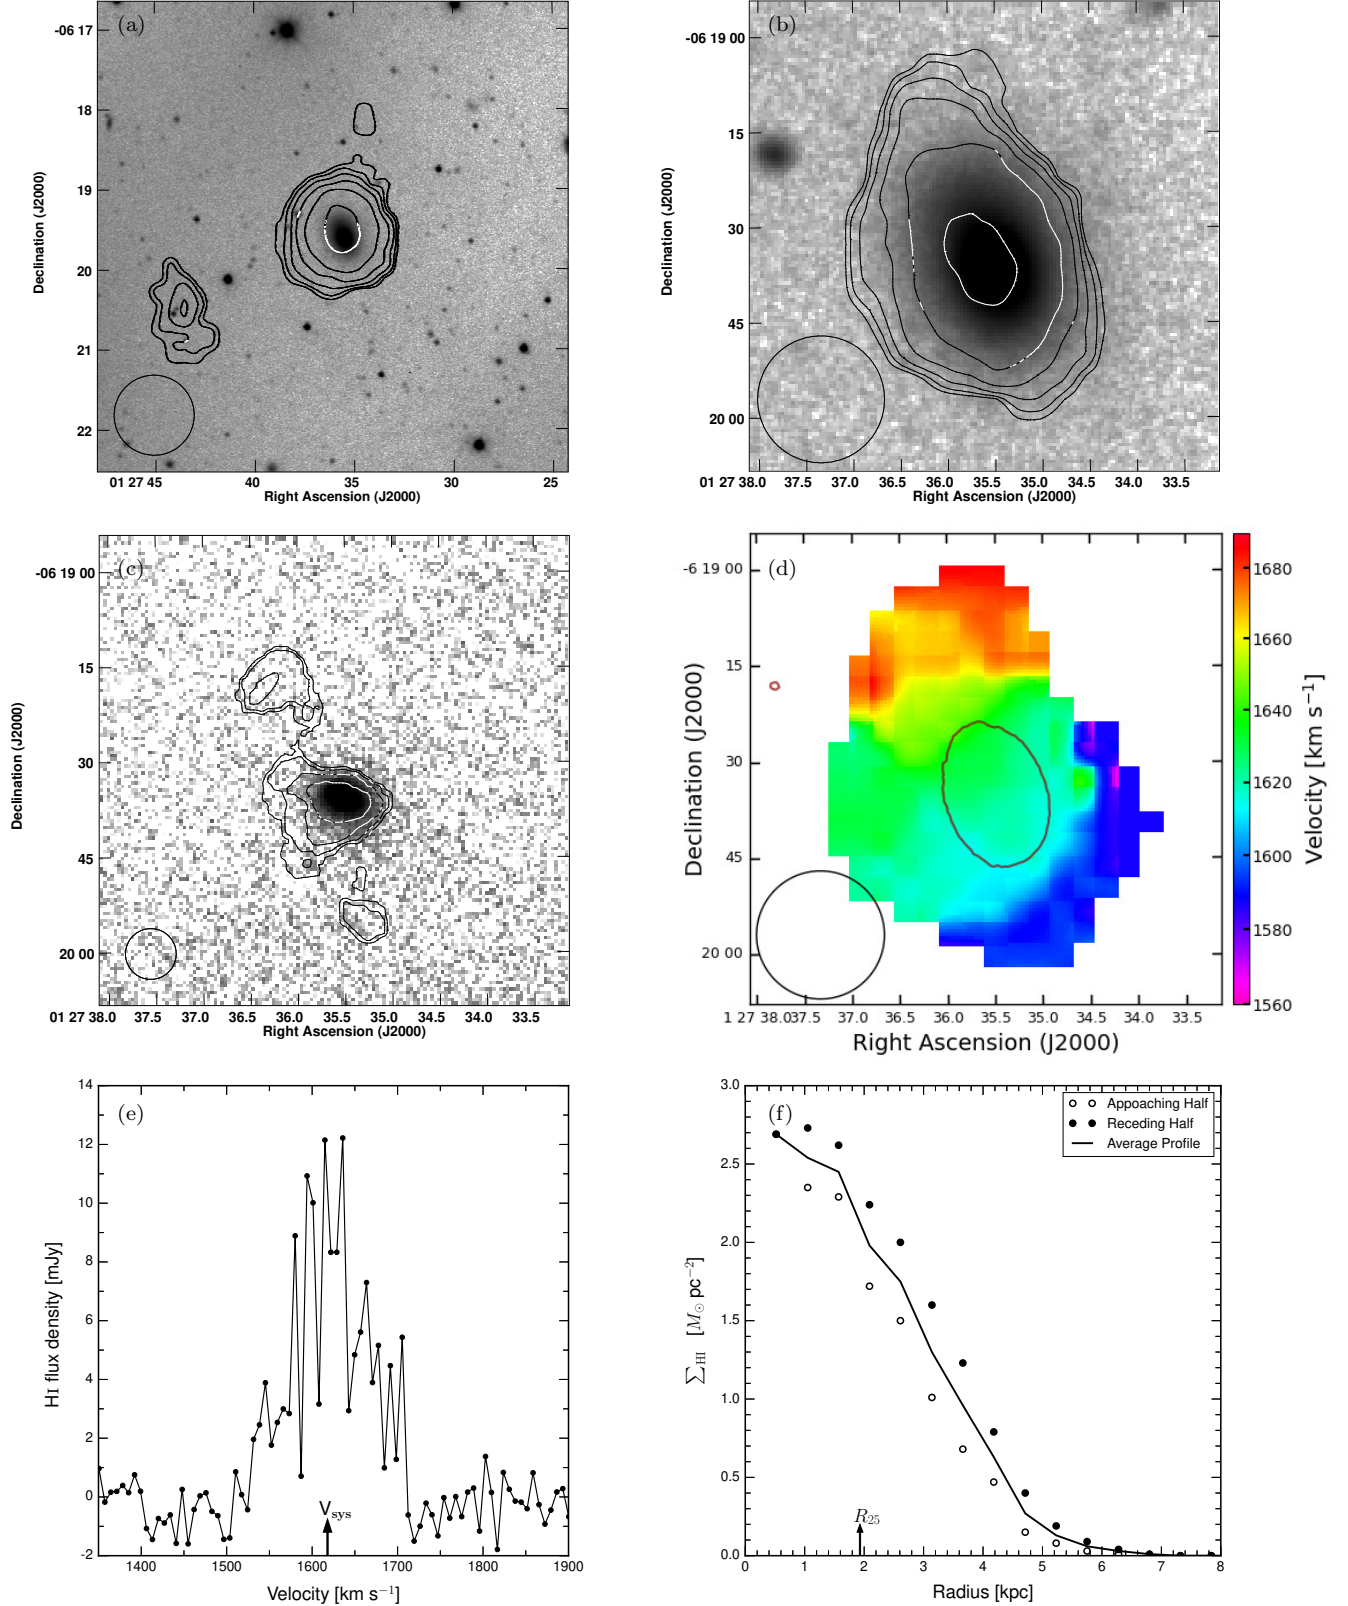 (a)
-06 17
18
19
20
21
22
Declination (J2000)
01 27 45
40
35
30
25
Right Ascension (J2000)
(b)
-06 19 00
15
30
45
20 00
Declination (J2000)
01 27 38.0
37.5
37.0
36.5
36.0
35.5
35.0
34.5
34.0
33.5
Right Ascension (J2000)
(c)
-06 19 00
15
30
45
20 00
Declination (J2000)
01 27 38.0
37.5
37.0
36.5
36.0
35.5
35.0
34.5
34.0
33.5
Right Ascension (J2000)
(d)
-6 19 00
15
30
45
20 00
Declination (J2000)
1 27 38.0
37.5
37.0
36.5
36.0
35.5
35.0
34.5
34.0
33.5
Right Ascension (J2000)
1680
1660
1640
1620
1600
1580
1560
Velocity [km s⁻¹]
(e)
14
12
10
8
6
4
2
0
-2
HI flux density [mJy]
Vsys
1400
1500
1600
1700
1800
1900
Velocity [km s⁻¹]
(f)
Appoaching Half
Receding Half
Average Profile
3.0
2.5
2.0
1.5
1.0
0.5
0.0
∑HI [M⊙ pc⁻²]
R25
0
1
2
3
4
5
6
7
8
Radius [kpc]